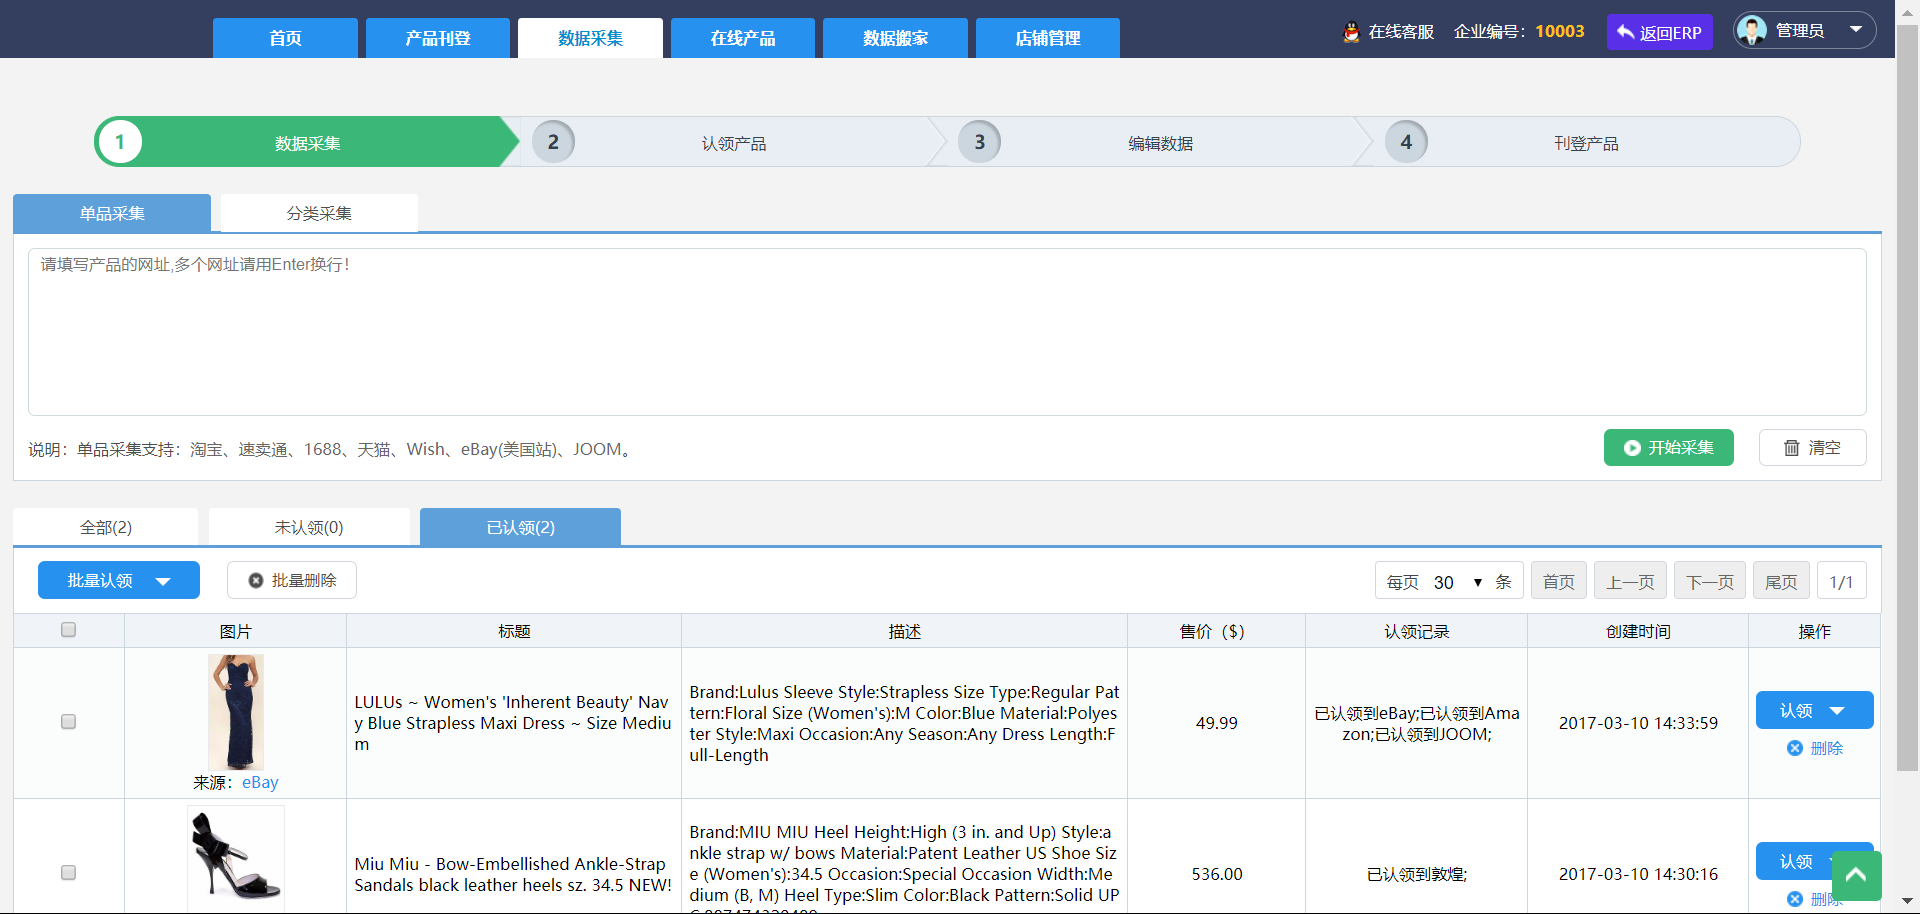 首页 产品刊登 数据采集 在线产品 数据搬家 店铺管理 在线客服 企业编号：10003 返回ERP 管理员
1 数据采集 2 认领产品 3 编辑数据 4 刊登产品
单品采集 分类采集
请填写产品的网址,多个网址请用Enter换行!
说明：单品采集支持：淘宝、速卖通、1688、天猫、Wish、eBay(美国站)、JOOM。 开始采集 清空
全部(2) 未认领(0) 已认领(2)
批量认领 批量删除 每页 30 条 首页 上一页 下一页 尾页 1/1
图片 标题 描述 售价（$） 认领记录 创建时间 操作
来源：eBay
LULUs ~ Women's 'Inherent Beauty' Nav
y Blue Strapless Maxi Dress ~ Size Mediu
m
Brand:Lulus Sleeve Style:Strapless Size Type:Regular Pat
tern:Floral Size (Women's):M Color:Blue Material:Polyes
ter Style:Maxi Occasion:Any Season:Any Dress Length:F
ull-Length
49.99
已认领到eBay;已认领到Ama
zon;已认领到JOOM;
2017-03-10 14:33:59
认领
删除
Miu Miu - Bow-Embellished Ankle-Strap
Sandals black leather heels sz. 34.5 NEW!
Brand:MIU MIU Heel Height:High (3 in. and Up) Style:a
nkle strap w/ bows Material:Patent Leather US Shoe Siz
e (Women's):34.5 Occasion:Special Occasion Width:Me
dium (B, M) Heel Type:Slim Color:Black Pattern:Solid UP
536.00
已认领到敦煌;
2017-03-10 14:30:16
认领
删除